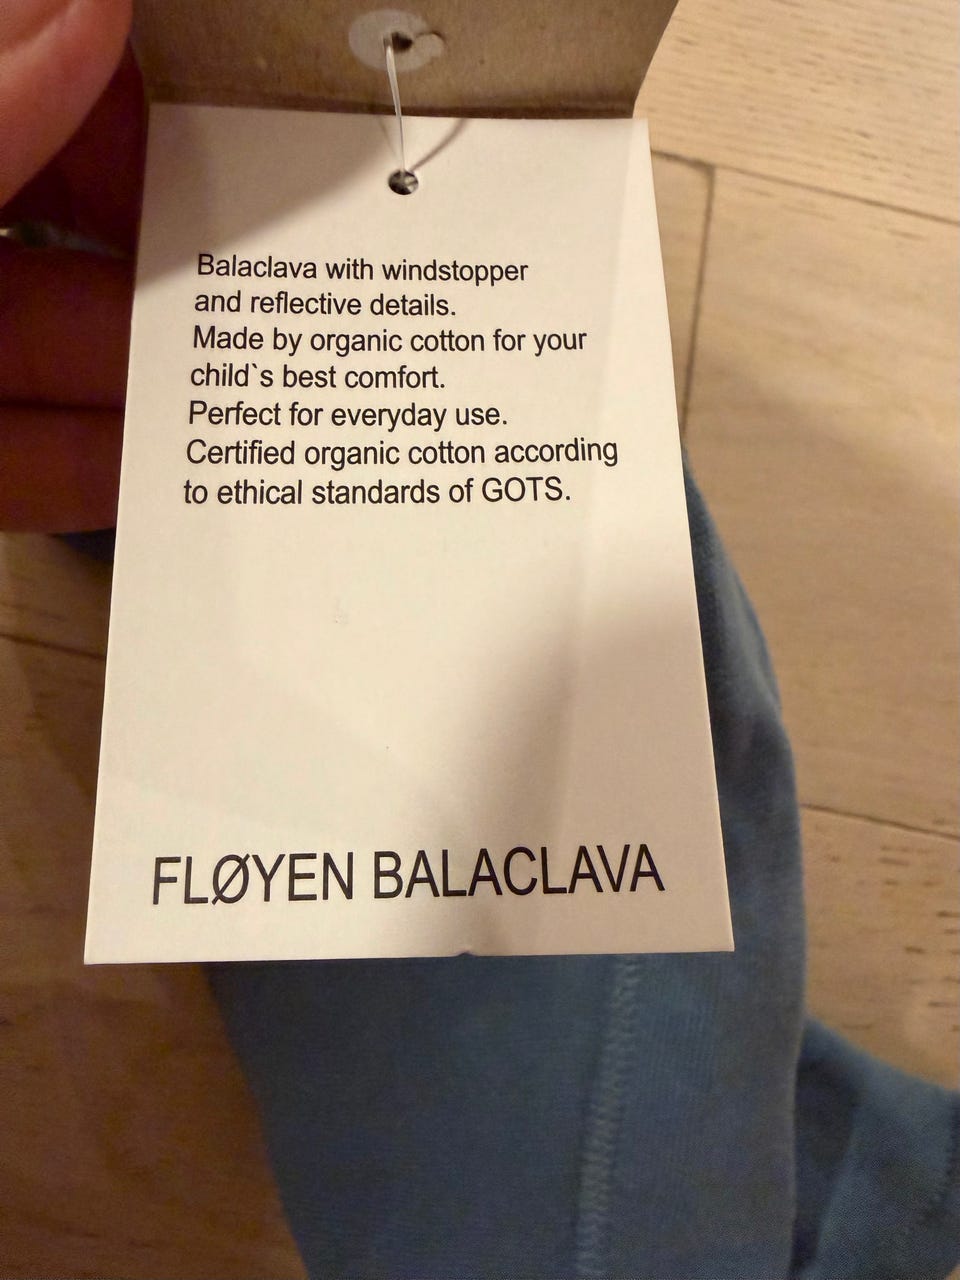 Balaclava with windstopper
and reflective details.
Made by organic cotton for your
child`s best comfort.
Perfect for everyday use.
Certified organic cotton according
to ethical standards of GOTS.
FLØYEN BALACLAVA